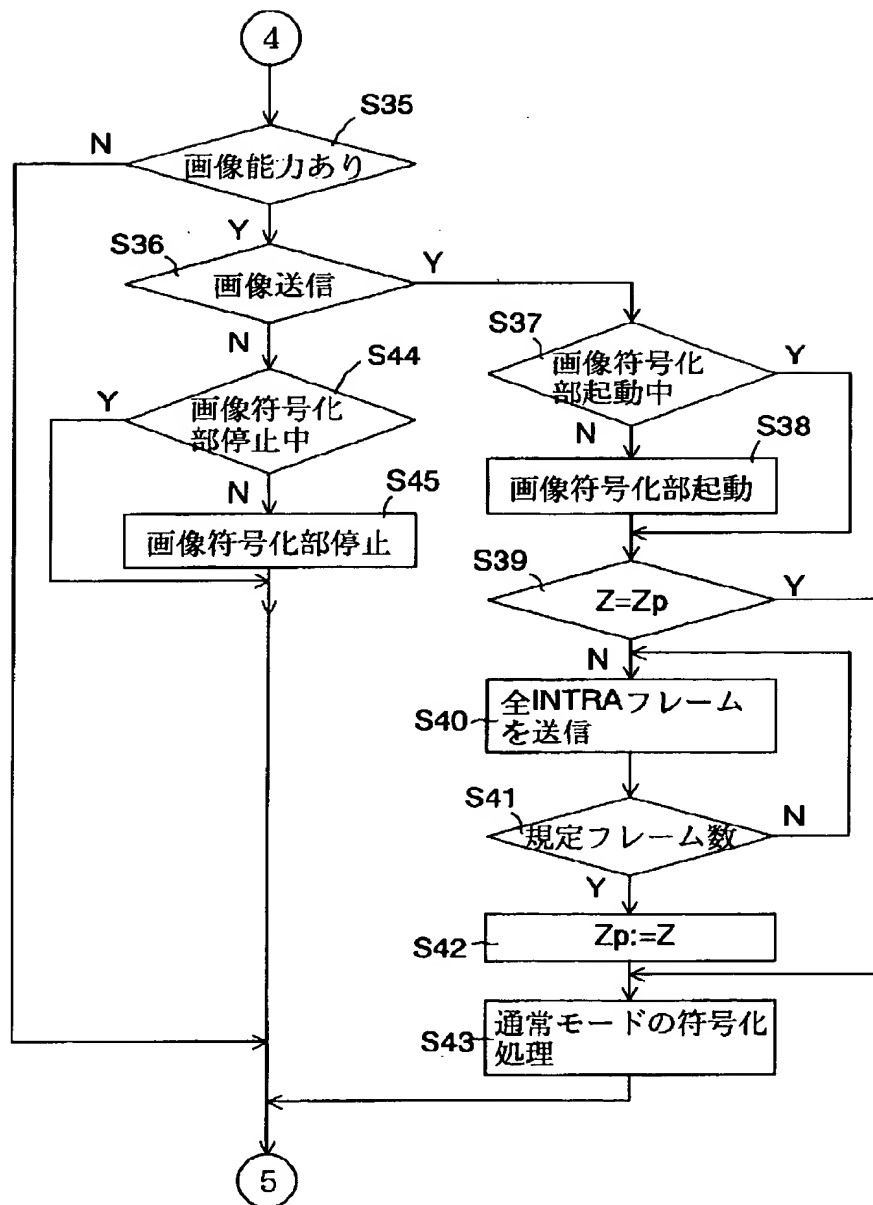 4
S35
N
画像能力あり
Y
S36
画像送信
Y
N
S37
画像符号化
部起動中
Y
S44
Y
画像符号化
部停止中
N
S38
画像符号化部起動
N
S45
画像符号化部停止
S39
Z=Zp
Y
N
S40
全INTRAフレーム
を送信
S41
規定フレーム数
N
Y
S42
Zp:=Z
S43
通常モードの符号化
処理
5